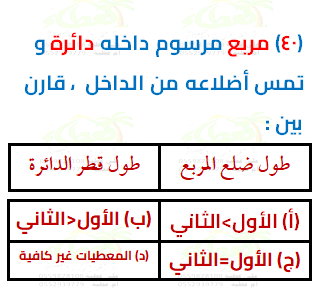 (٤٠) مربع مرسوم داخله دائرة و
تمس أضلاعه من الداخل ، قارن
بين :
طول ضلع المربع
طول قطر الدائرة
(أ) الأول>الثاني
(ب) الأول<الثاني
(ج) الأول=الثاني
(د) المعطيات غير كافية